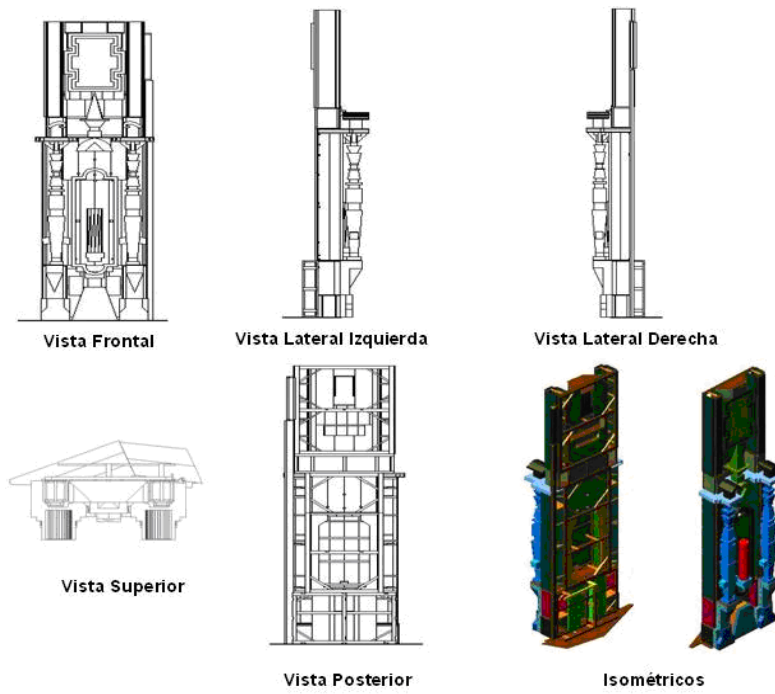 Vista Frontal
Vista Lateral Izquierda
Vista Lateral Derecha
Vista Superior
Vista Posterior
Isométricos